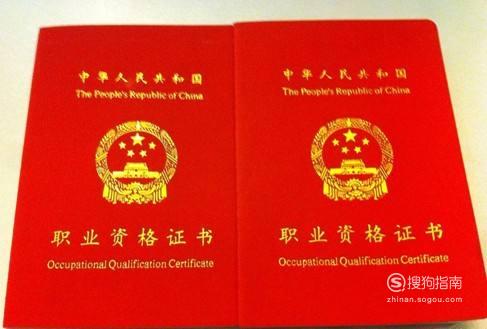 中華人民共和国
The People's Republic of China
职业资格证书
Occupational Qualification Certificate
中華人民共和国
The People's Republic of China
职业资格证书
Occupational Qualification Certificate
搜狗指南
zhinan.sogou.com